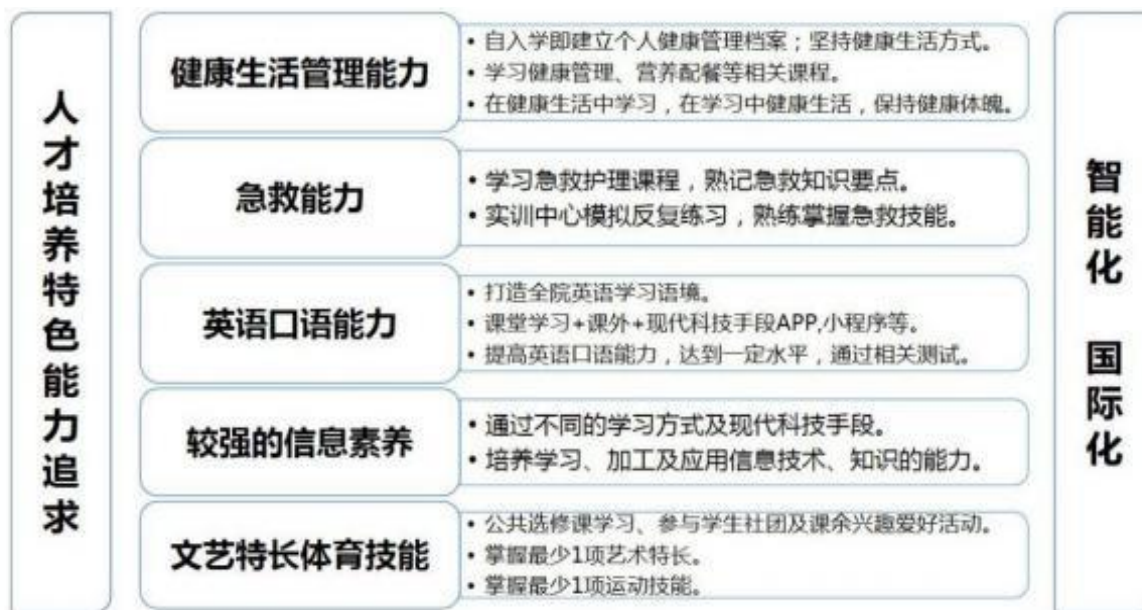 人才培养特色能力追求
健康生活管理能力
• 自入学即建立个人健康管理档案；坚持健康生活方式。
• 学习健康管理、营养配餐等相关课程。
• 在健康生活中学习，在学习中健康生活，保持健康体魄。
急救能力
• 学习急救护理课程，熟记急救知识要点。
• 实训中心模拟反复练习，熟练掌握急救技能。
英语口语能力
• 打造全院英语学习语境。
• 课堂学习+课外+现代科技手段APP,小程序等。
• 提高英语口语能力，达到一定水平，通过相关测试。
较强的信息素养
• 通过不同的学习方式及现代科技手段。
• 培养学习、加工及应用信息技术、知识的能力。
文艺特长体育技能
• 公共选修课学习、参与学生社团及课余兴趣爱好活动。
• 掌握最少1项艺术特长。
• 掌握最少1项运动技能。
智能化 国际化